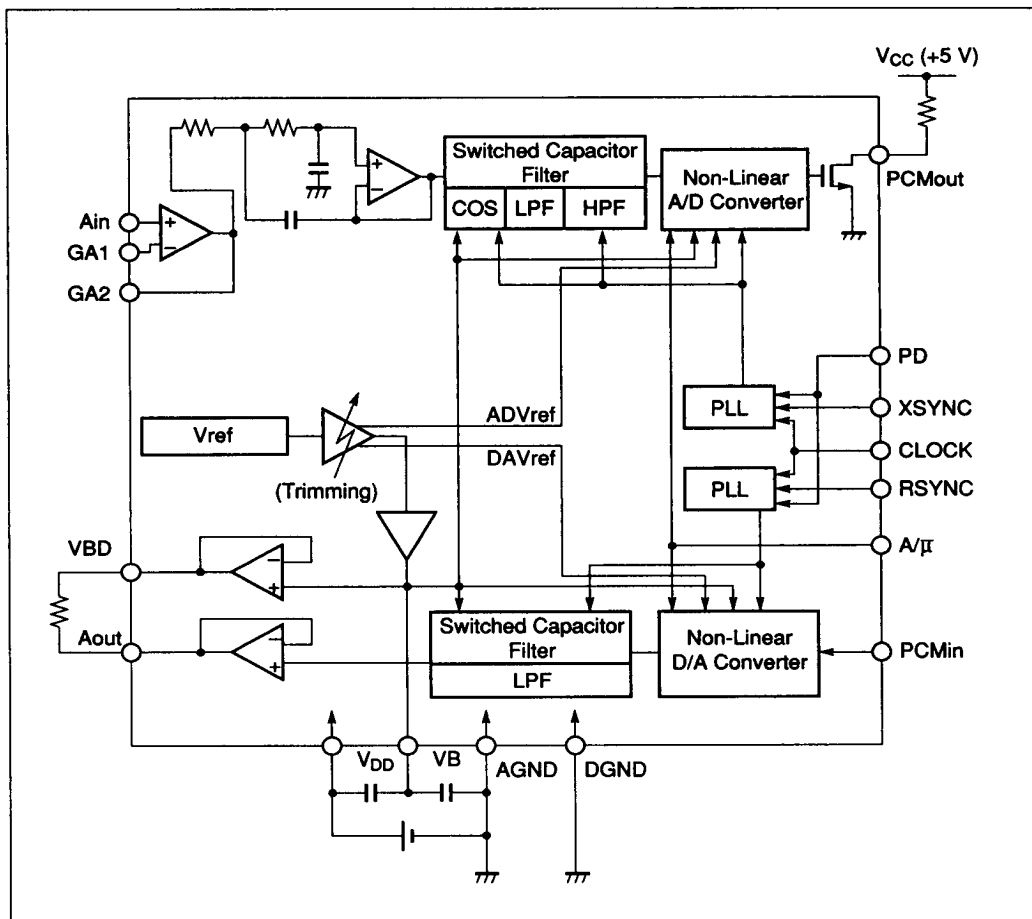 VCC (+5 V)
Switched Capacitor
Filter
COS LPF HPF
Non-Linear
A/D Converter
PCMout
Ain
GA1
GA2
PD
XSYNC
CLOCK
RSYNC
A/µ
PLL
PLL
Vref
ADVref
DAVref
(Trimming)
VBD
Aout
Switched Capacitor
Filter
LPF
Non-Linear
D/A Converter
PCMin
VDD
VB
AGND
DGND